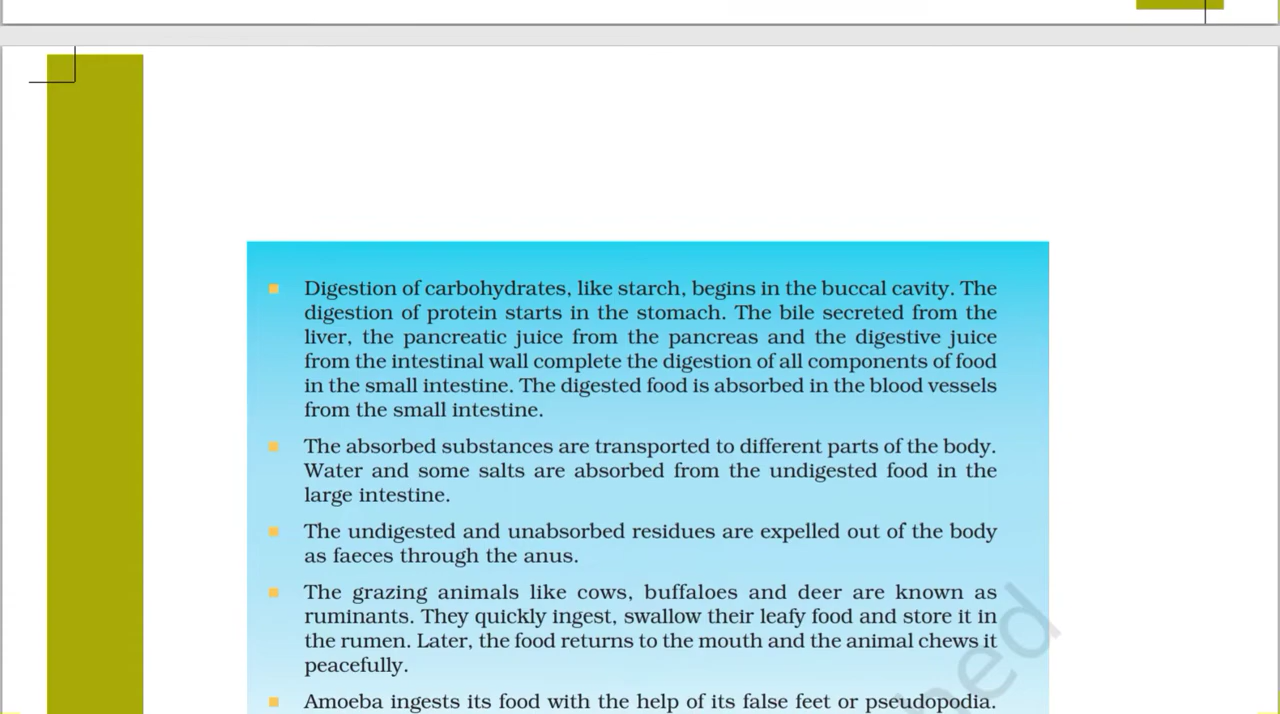 Digestion of carbohydrates, like starch, begins in the buccal cavity. The
digestion of protein starts in the stomach. The bile secreted from the
liver, the pancreatic juice from the pancreas and the digestive juice
from the intestinal wall complete the digestion of all components of food
in the small intestine. The digested food is absorbed in the blood vessels
from the small intestine.
The absorbed substances are transported to different parts of the body.
Water and some salts are absorbed from the undigested food in the
large intestine.
The undigested and unabsorbed residues are expelled out of the body
as faeces through the anus.
The grazing animals like cows, buffaloes and deer are known as
ruminants. They quickly ingest, swallow their leafy food and store it in
the rumen. Later, the food returns to the mouth and the animal chews it
peacefully.
Amoeba ingests its food with the help of its false feet or pseudopodia.